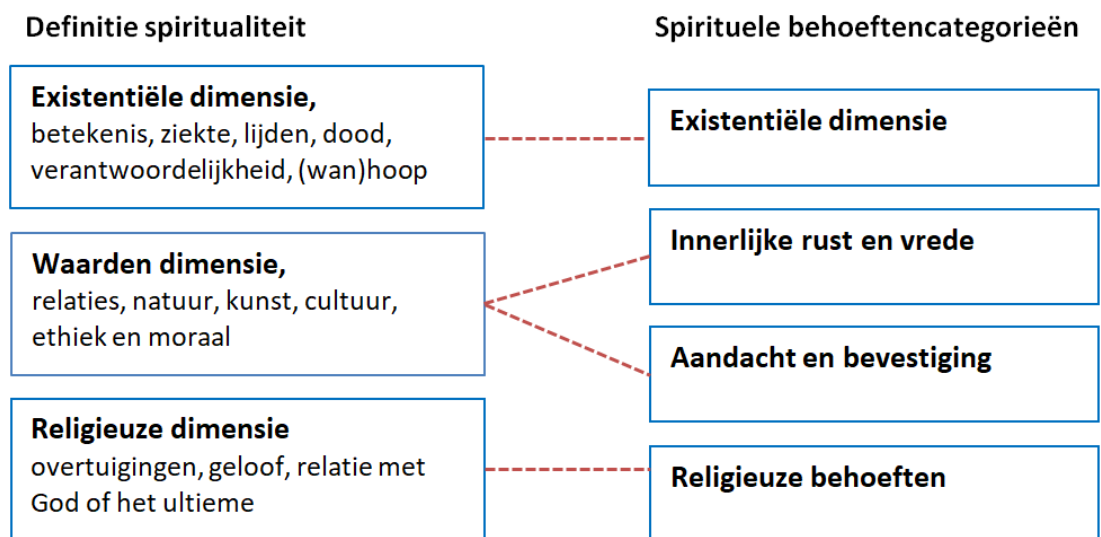 Definitie spiritualiteit
Existentiële dimensie,
betekenis, ziekte, lijden, dood,
verantwoordelijkheid, (wan)hoop
Waarden dimensie,
relaties, natuur, kunst, cultuur,
ethiek en moraal
Religieuze dimensie
overtuigingen, geloof, relatie met
God of het ultieme
Spirituele behoeftencategorieën
Existentiële dimensie
Innerlijke rust en vrede
Aandacht en bevestiging
Religieuze behoeften